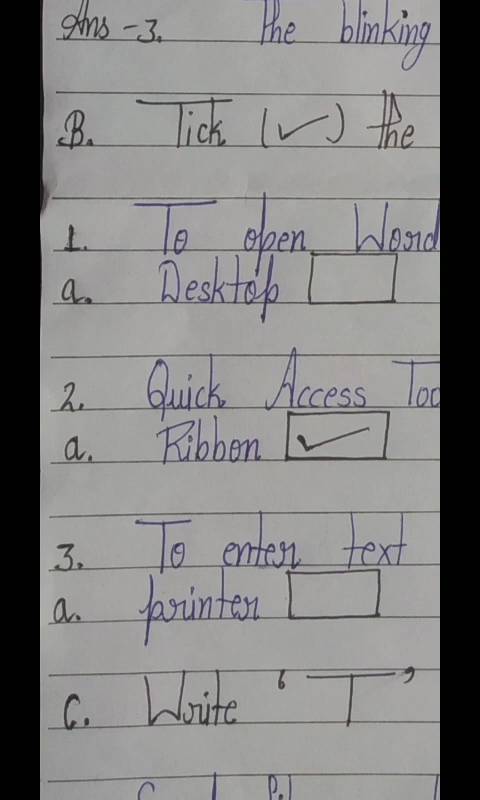 Ans -3. The blinking
B. Tick (✓) the
1. To open Word
a. Desktop
2. Quick Access Too
a. Ribbon ✓
3. To enter text
a. printer
C. Write ' T '